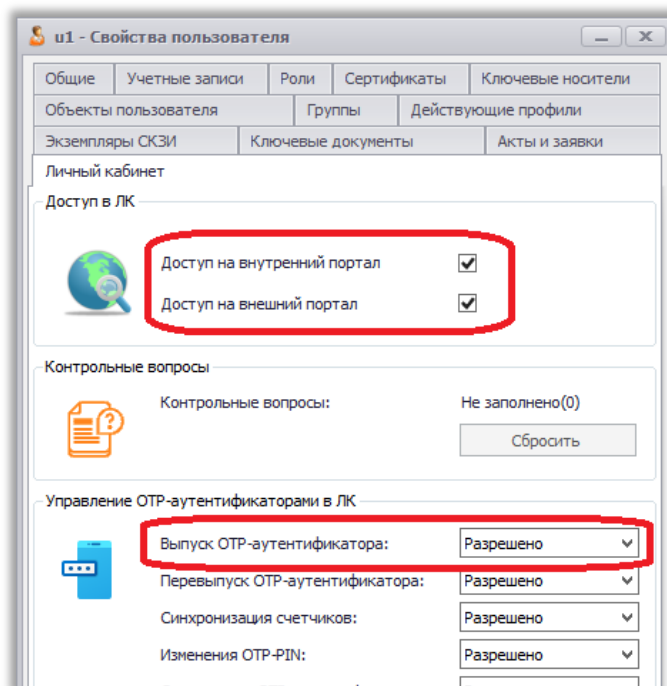 u1 - Свойства пользователя
Общие Учетные записи Роли Сертификаты Ключевые носители
Объекты пользователя Группы Действующие профили
Экземпляры СКЗИ Ключевые документы Акты и заявки
Личный кабинет
Доступ в ЛК
Доступ на внутренний портал
Доступ на внешний портал
Контрольные вопросы
Контрольные вопросы: Не заполнено(0)
Сбросить
Управление OTP-аутентификаторами в ЛК
Выпуск OTP-аутентификатора: Разрешено
Перевыпуск OTP-аутентификатора: Разрешено
Синхронизация счетчиков: Разрешено
Изменения OTP-PIN: Разрешено